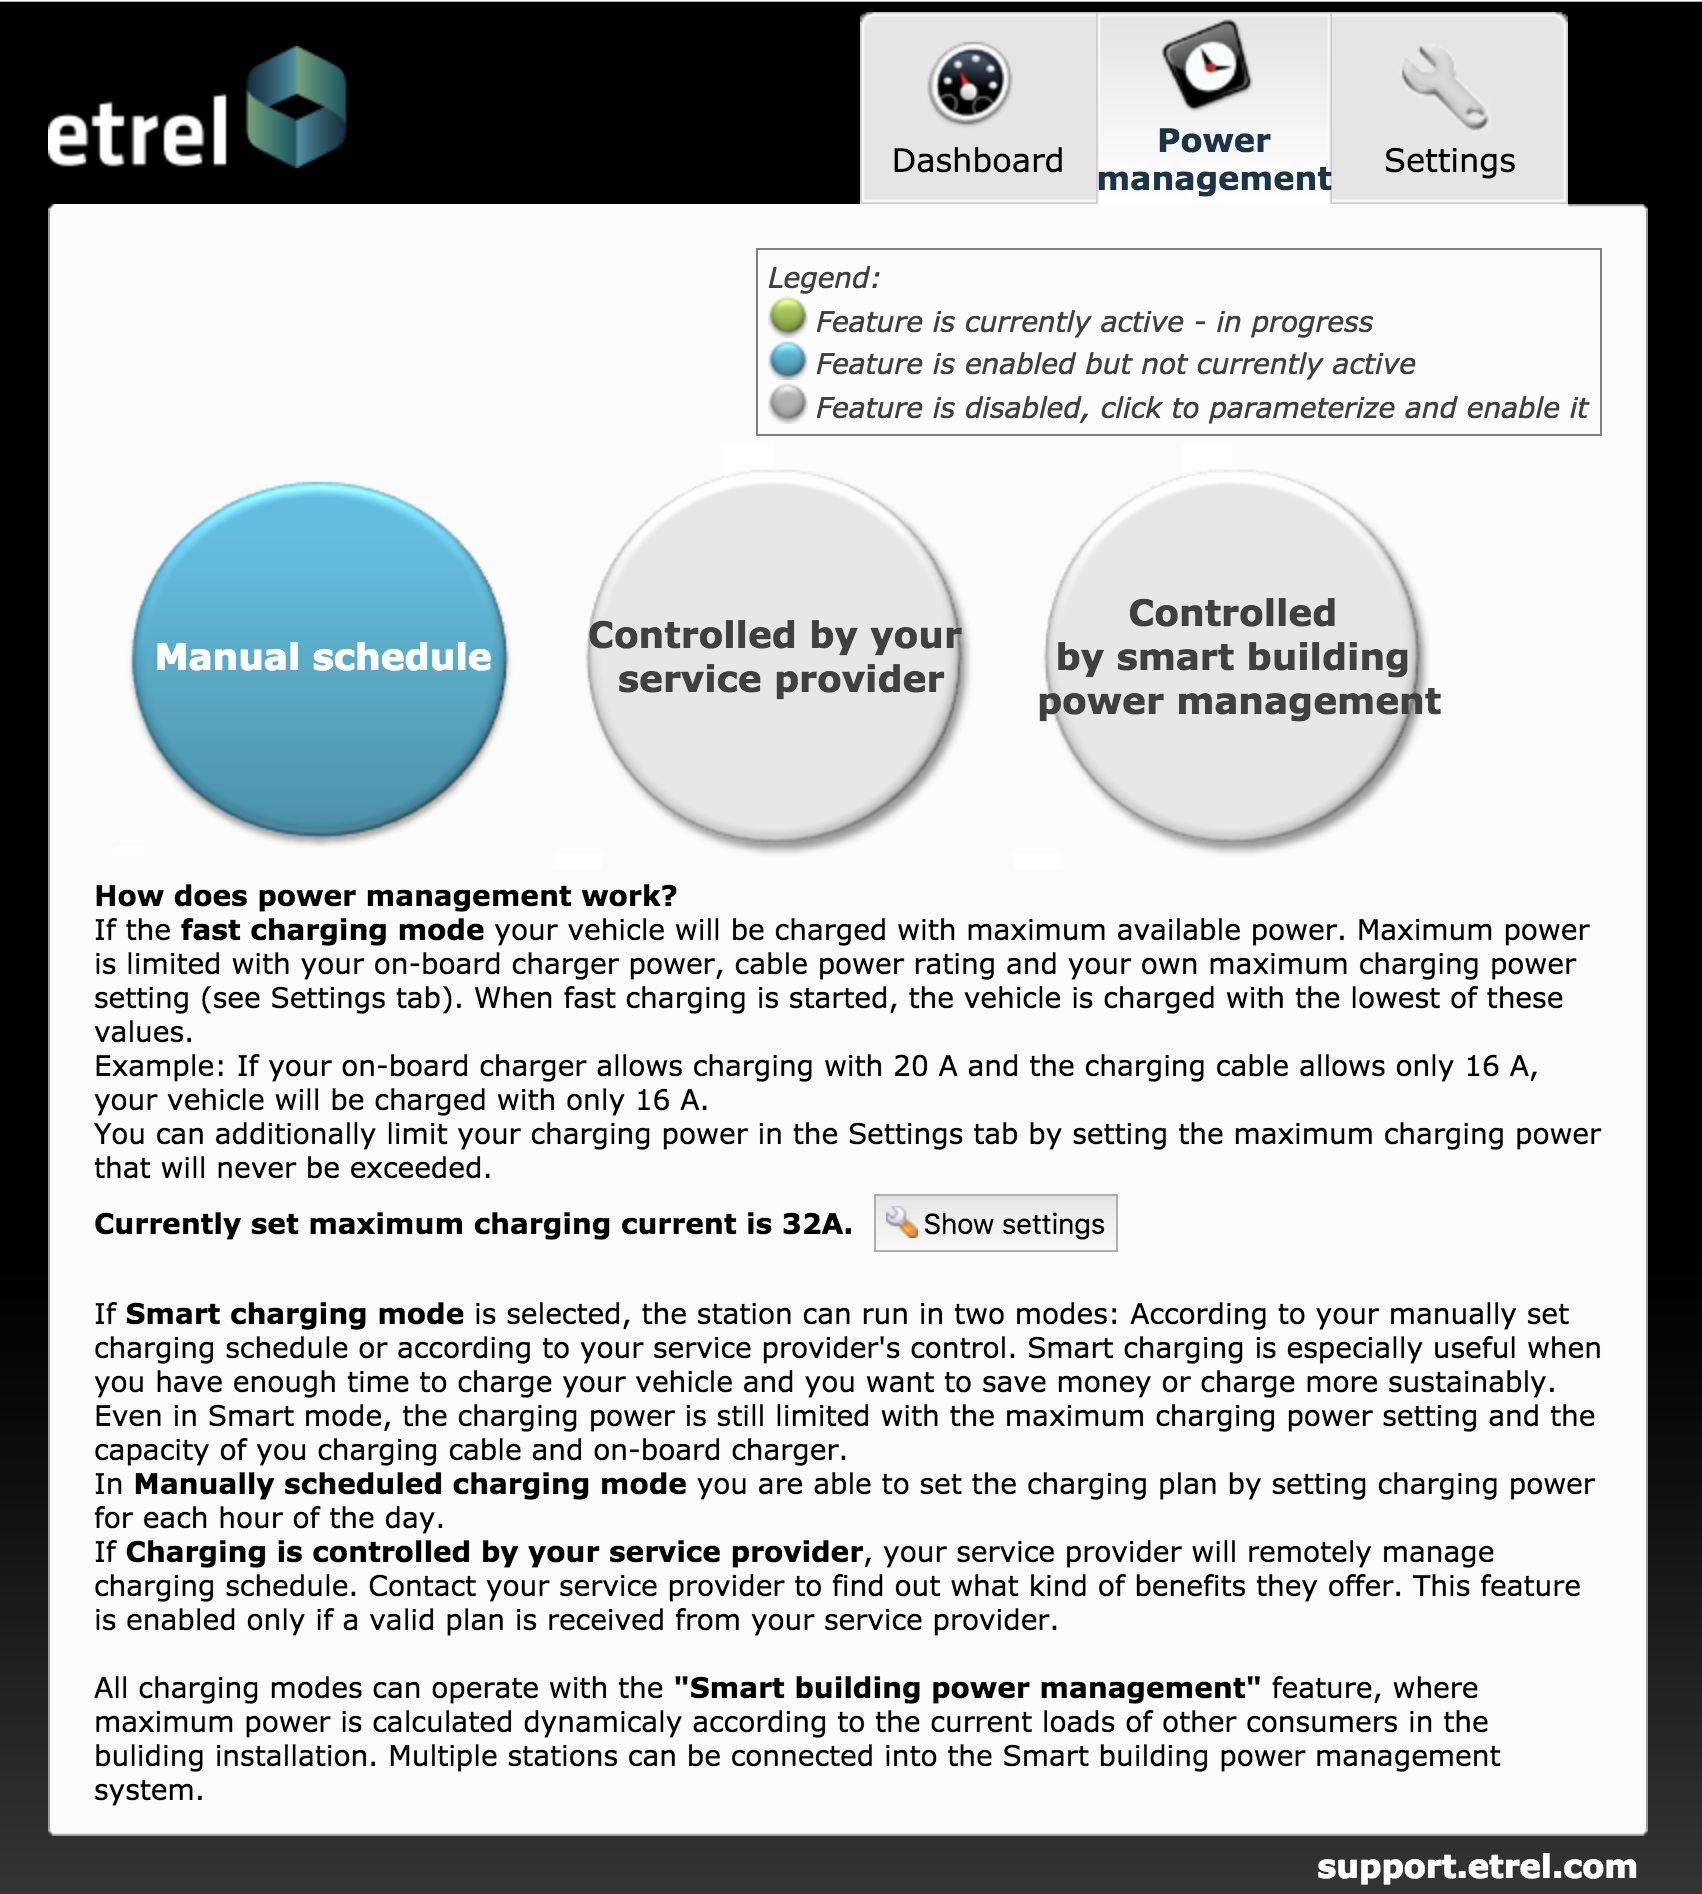 etrel
Dashboard
Power
management
Settings
Legend:
Feature is currently active - in progress
Feature is enabled but not currently active
Feature is disabled, click to parameterize and enable it
Manual schedule
Controlled by your
service provider
Controlled
by smart building
power management
How does power management work?
If the fast charging mode your vehicle will be charged with maximum available power. Maximum power
is limited with your on-board charger power, cable power rating and your own maximum charging power
setting (see Settings tab). When fast charging is started, the vehicle is charged with the lowest of these
values.
Example: If your on-board charger allows charging with 20 A and the charging cable allows only 16 A,
your vehicle will be charged with only 16 A.
You can additionally limit your charging power in the Settings tab by setting the maximum charging power
that will never be exceeded.
Currently set maximum charging current is 32A.
Show settings
If Smart charging mode is selected, the station can run in two modes: According to your manually set
charging schedule or according to your service provider's control. Smart charging is especially useful when
you have enough time to charge your vehicle and you want to save money or charge more sustainably.
Even in Smart mode, the charging power is still limited with the maximum charging power setting and the
capacity of you charging cable and on-board charger.
In Manually scheduled charging mode you are able to set the charging plan by setting charging power
for each hour of the day.
If Charging is controlled by your service provider, your service provider will remotely manage
charging schedule. Contact your service provider to find out what kind of benefits they offer. This feature
is enabled only if a valid plan is received from your service provider.
All charging modes can operate with the "Smart building power management" feature, where
maximum power is calculated dynamicaly according to the current loads of other consumers in the
buliding installation. Multiple stations can be connected into the Smart building power management
system.
support.etrel.com